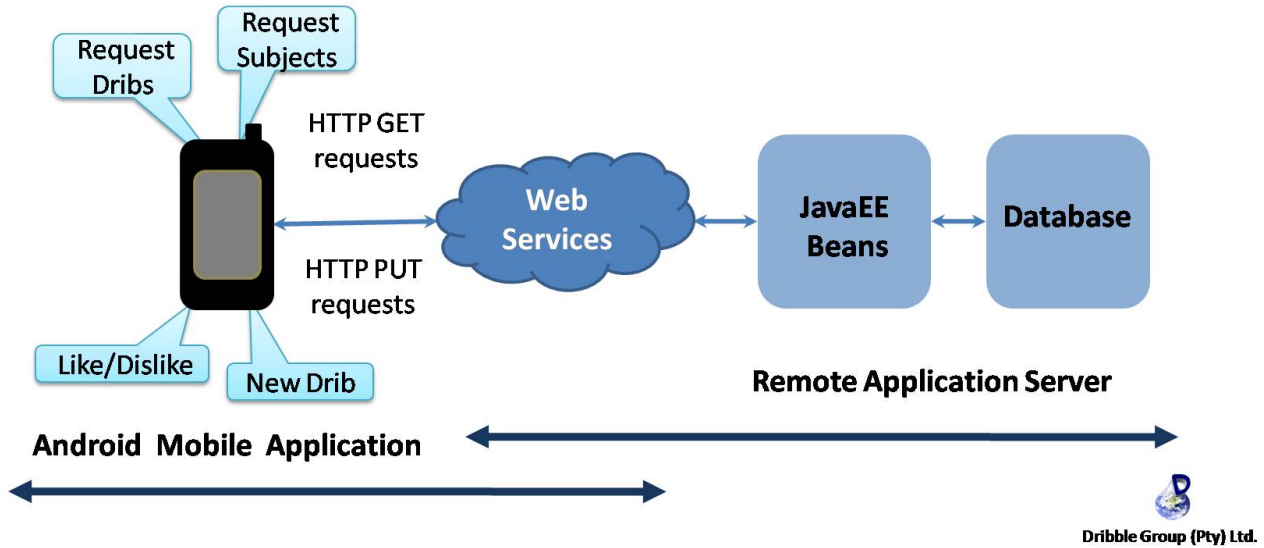 Request
Dribs
Request
Subjects
HTTP GET
requests
HTTP PUT
requests
Like/Dislike
New Drib
Web
Services
JavaEE
Beans
Database
Android Mobile Application
Remote Application Server
D
Dribble Group (Pty) Ltd.